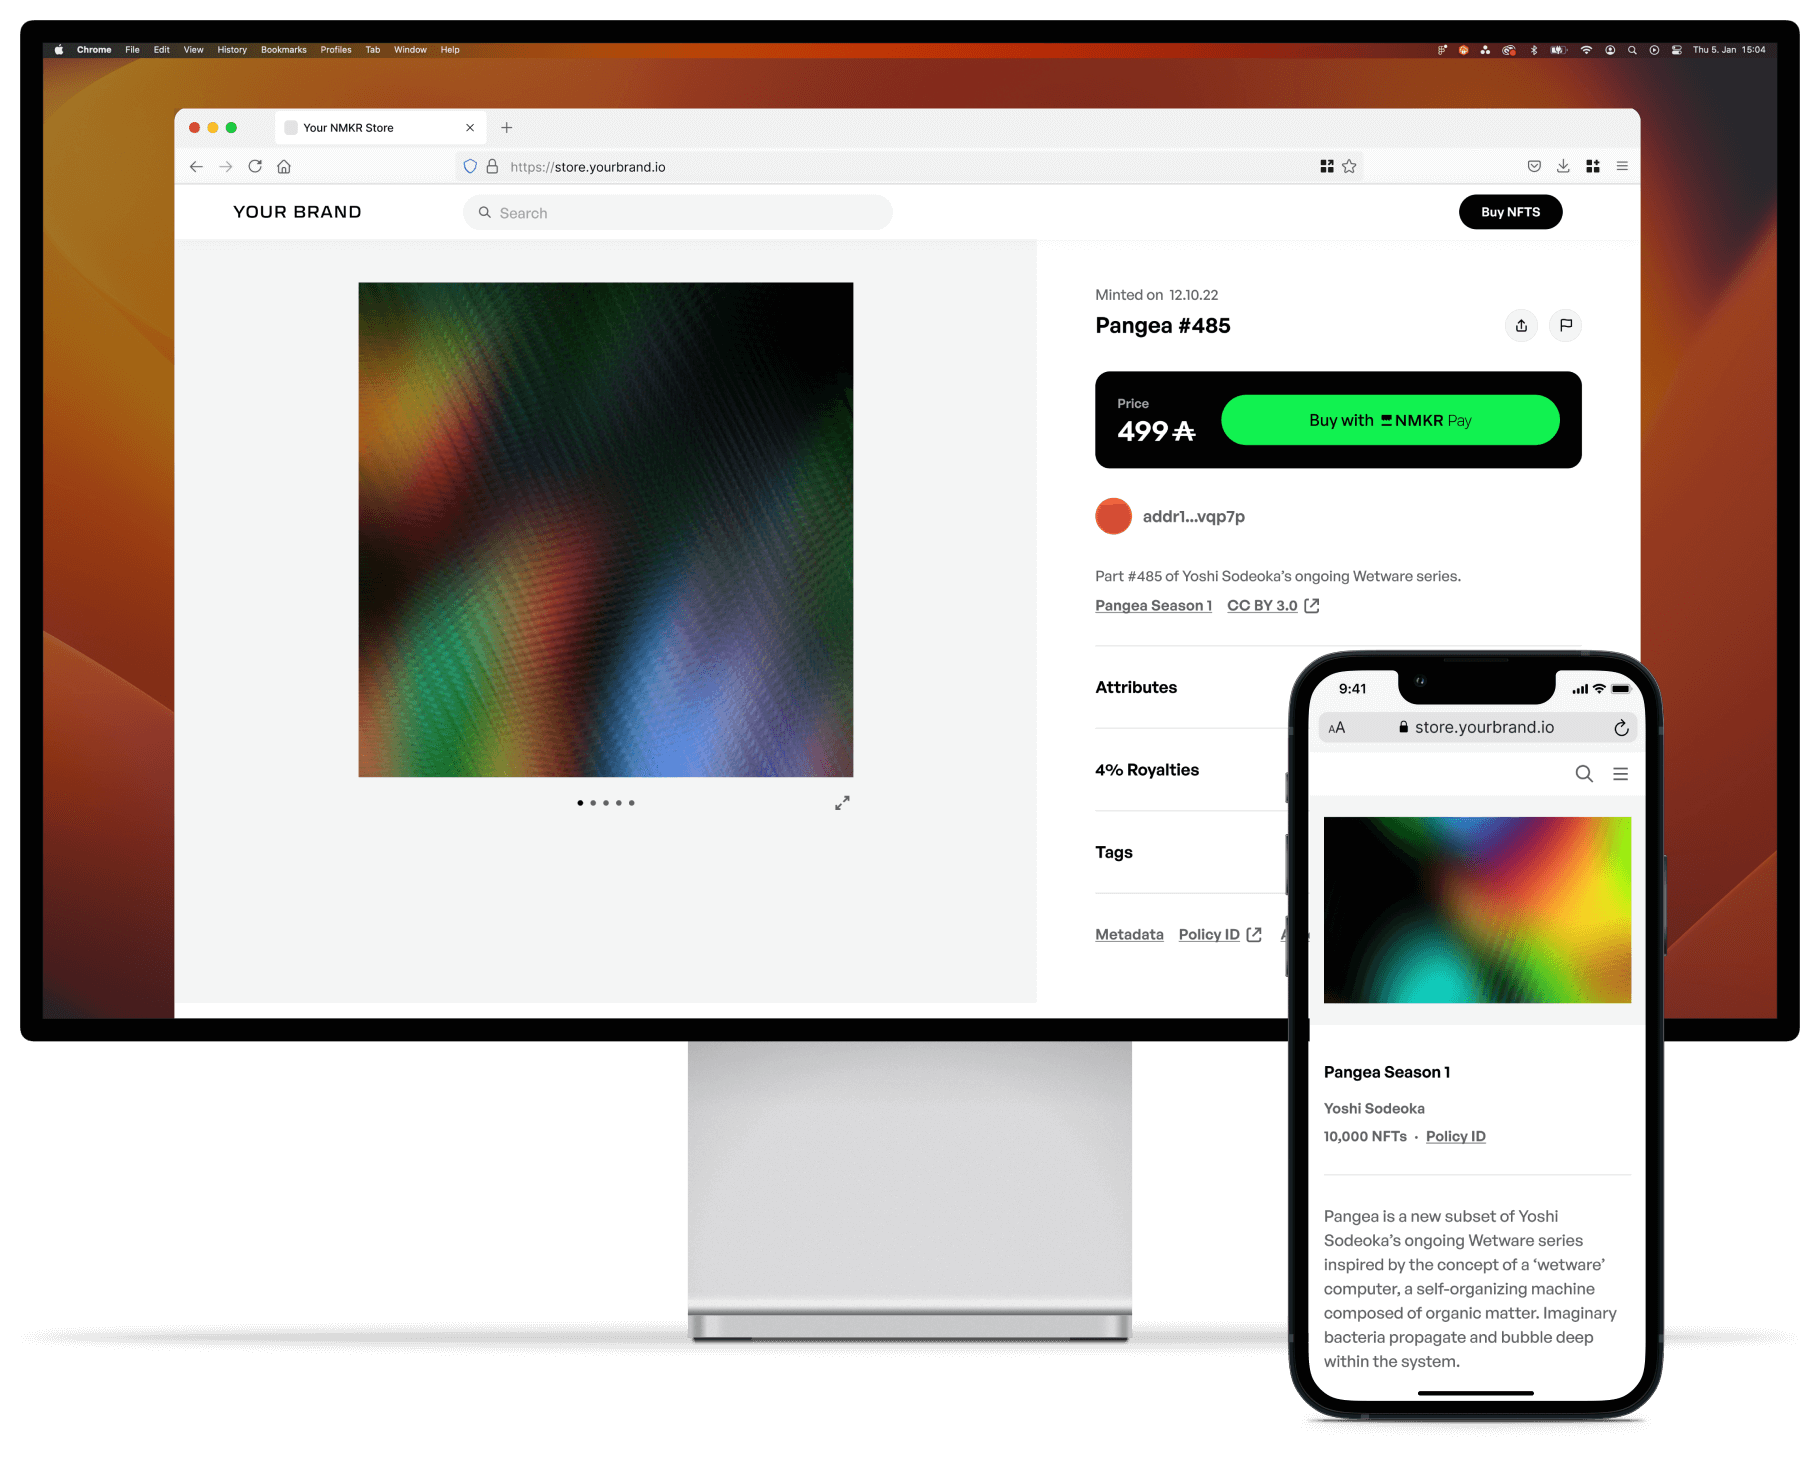 Chrome File Edit View History Bookmarks Profiles Tab Window Help Thu 5. Jan 15:04
Your NMKR Store
https://store.yourbrand.io
YOUR BRAND Search Buy NFTS
Minted on 12.10.22
Pangea #485
Price
499 ₳ Buy with NMKR Pay
addr1...vqp7p
Part #485 of Yoshi Sodeoka’s ongoing Wetware series.
Pangea Season 1 CC BY 3.0
Attributes
4% Royalties
Tags
Metadata Policy ID
9:41
AA store.yourbrand.io
Pangea Season 1
Yoshi Sodeoka
10,000 NFTs · Policy ID
Pangea is a new subset of Yoshi
Sodeoka’s ongoing Wetware series
inspired by the concept of a ‘wetware’
computer, a self-organizing machine
composed of organic matter. Imaginary
bacteria propagate and bubble deep
within the system.